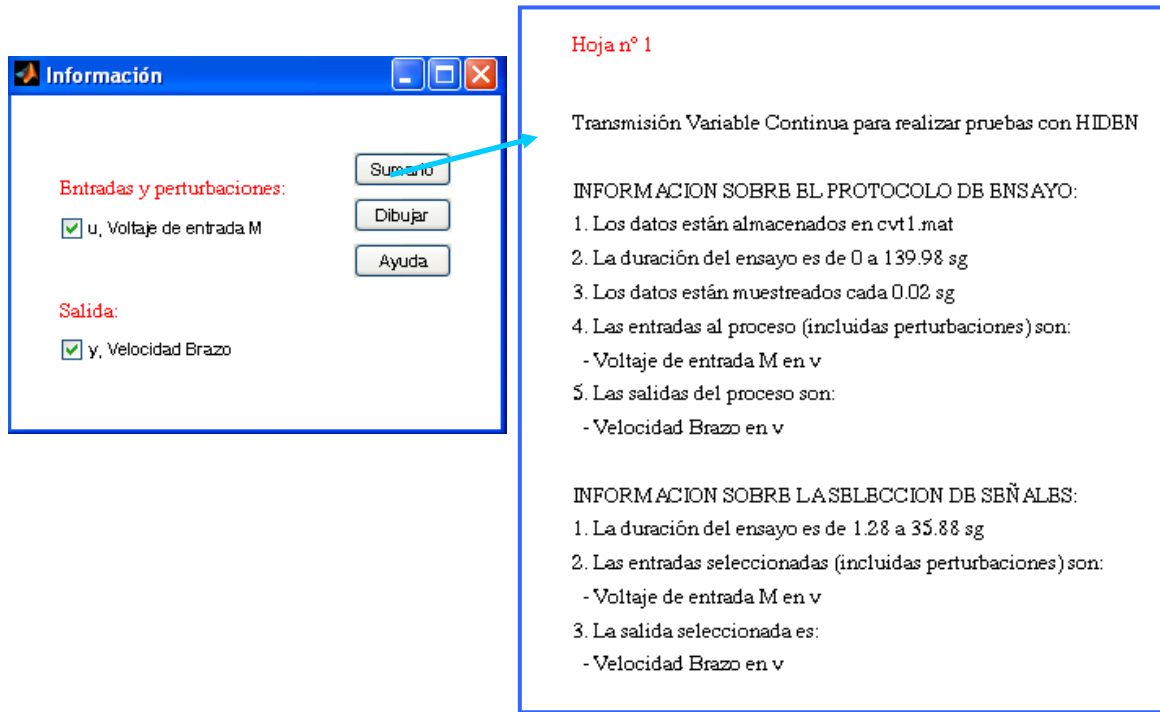 Información
Entradas y perturbaciones:
u, Voltaje de entrada M
Salida:
y, Velocidad Brazo
Sumario
Dibujar
Ayuda
Hoja nº 1
Transmisión Variable Continua para realizar pruebas con HIDEN
INFORMACION SOBRE EL PROTOCOLO DE ENSAYO:
1. Los datos están almacenados en cvt1.mat
2. La duración del ensayo es de 0 a 139.98 sg
3. Los datos están muestreados cada 0.02 sg
4. Las entradas al proceso (incluidas perturbaciones) son:
- Voltaje de entrada M en v
5. Las salidas del proceso son:
- Velocidad Brazo en v
INFORMACION SOBRE LA SELECCION DE SEÑALES:
1. La duración del ensayo es de 1.28 a 35.88 sg
2. Las entradas seleccionadas (incluidas perturbaciones) son:
- Voltaje de entrada M en v
3. La salida seleccionada es:
- Velocidad Brazo en v